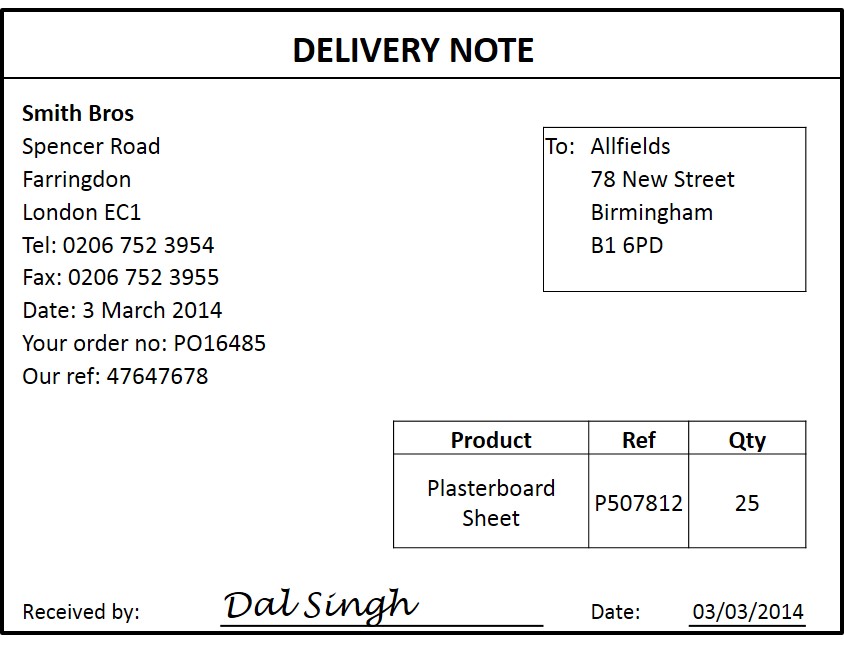 DELIVERY NOTE
Smith Bros
Spencer Road
Farringdon
London EC1
Tel: 0206 752 3954
Fax: 0206 752 3955
Date: 3 March 2014
Your order no: PO16485
Our ref: 47647678
To: Allfields
78 New Street
Birmingham
B1 6PD
Product Ref Qty
Plasterboard
Sheet P507812 25
Received by: Dal Singh Date: 03/03/2014